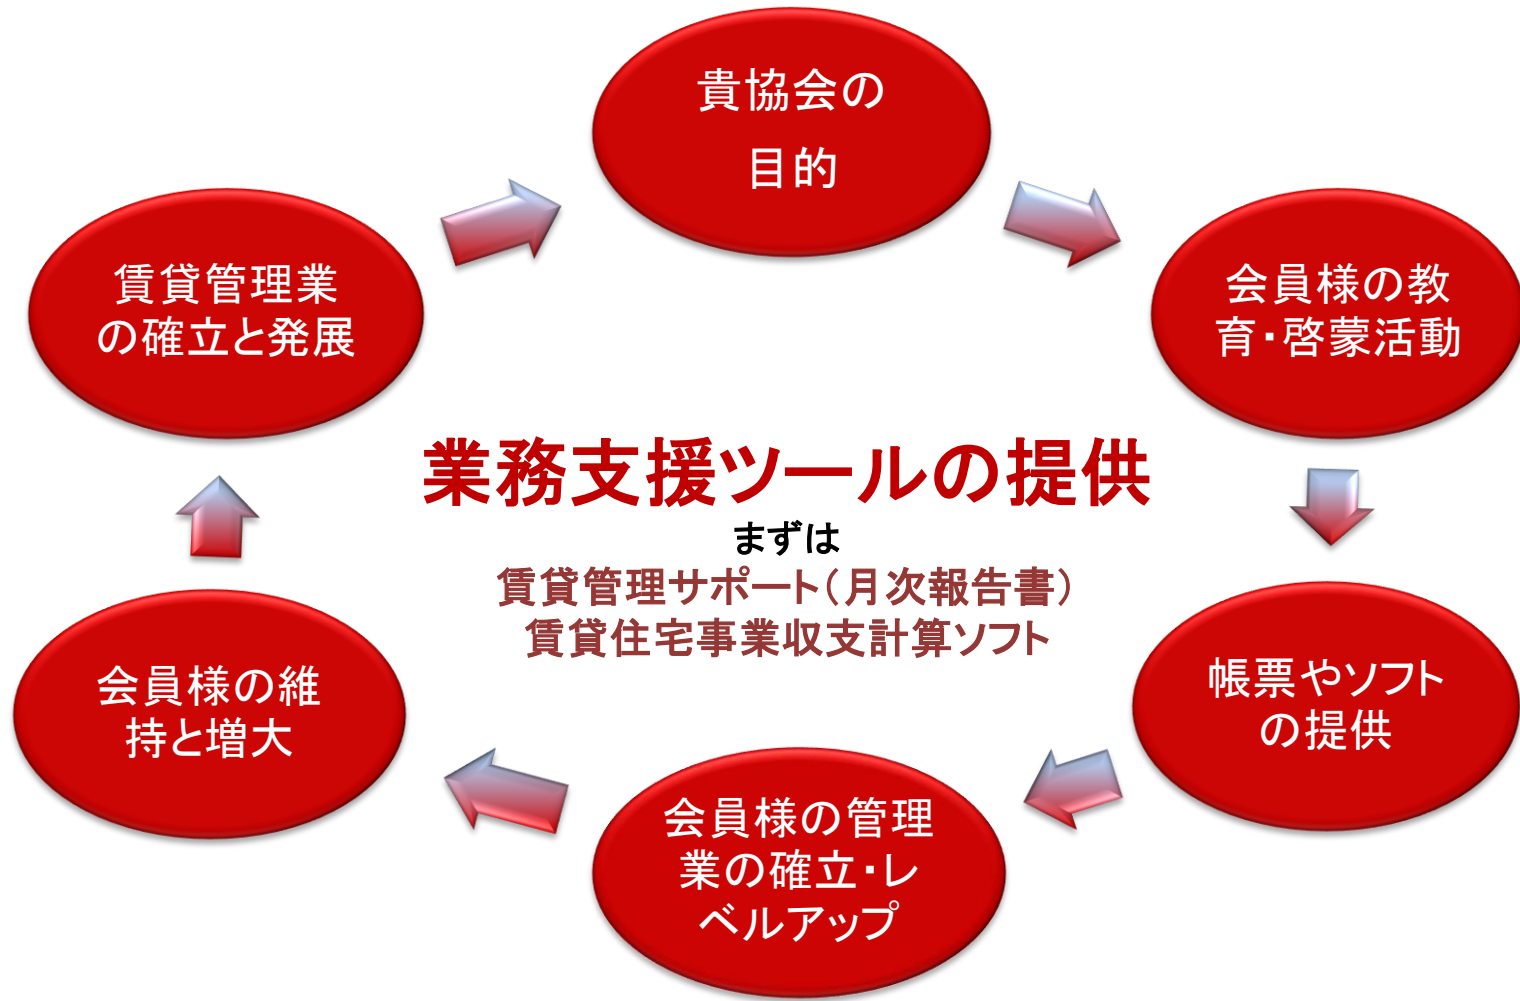 貴協会の
目的
会員様の教
育・啓蒙活動
帳票やソフト
の提供
会員様の管理
業の確立・レ
ベルアップ
会員様の維
持と増大
賃貸管理業
の確立と発展
業務支援ツールの提供
まずは
賃貸管理サポート（月次報告書）
賃貸住宅事業収支計算ソフト